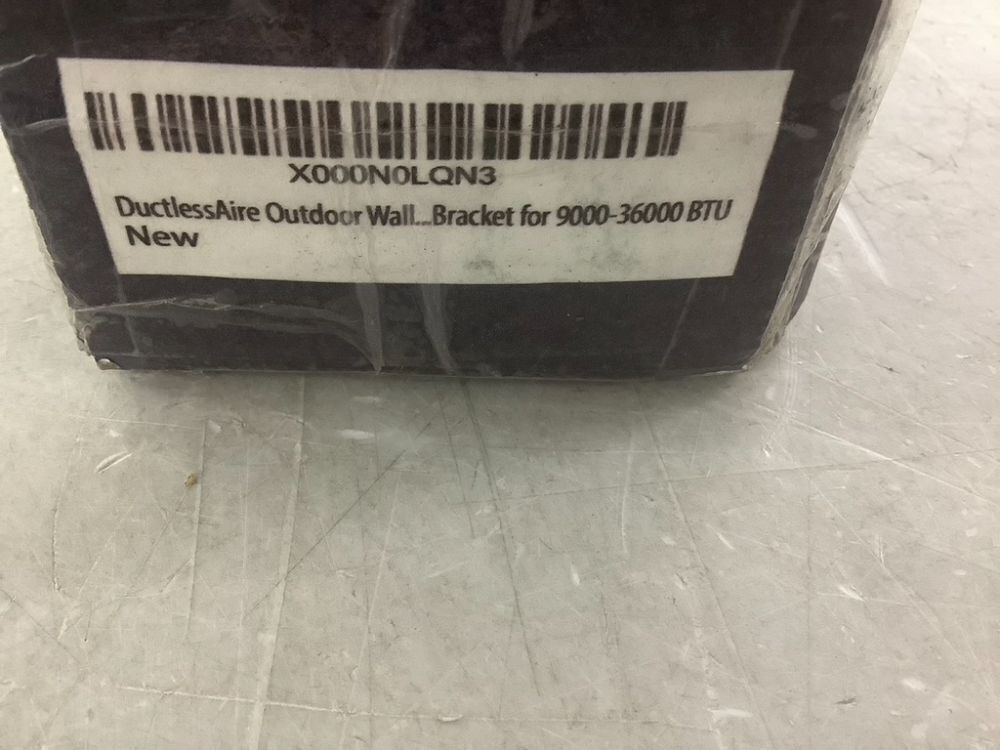 X000N0LQN3
DuctlessAire Outdoor Wall...Bracket for 9000-36000 BTU
New